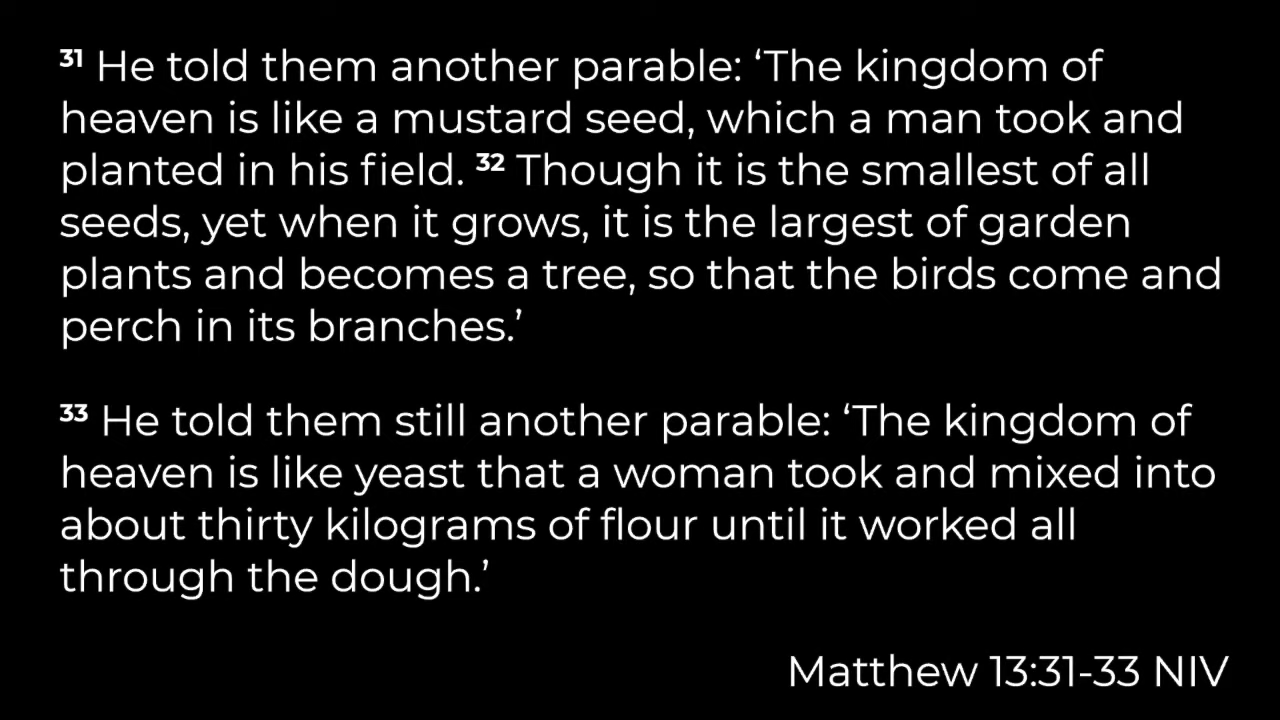 31 He told them another parable: ‘The kingdom of
heaven is like a mustard seed, which a man took and
planted in his field. 32 Though it is the smallest of all
seeds, yet when it grows, it is the largest of garden
plants and becomes a tree, so that the birds come and
perch in its branches.’
33 He told them still another parable: ‘The kingdom of
heaven is like yeast that a woman took and mixed into
about thirty kilograms of flour until it worked all
through the dough.’
Matthew 13:31-33 NIV